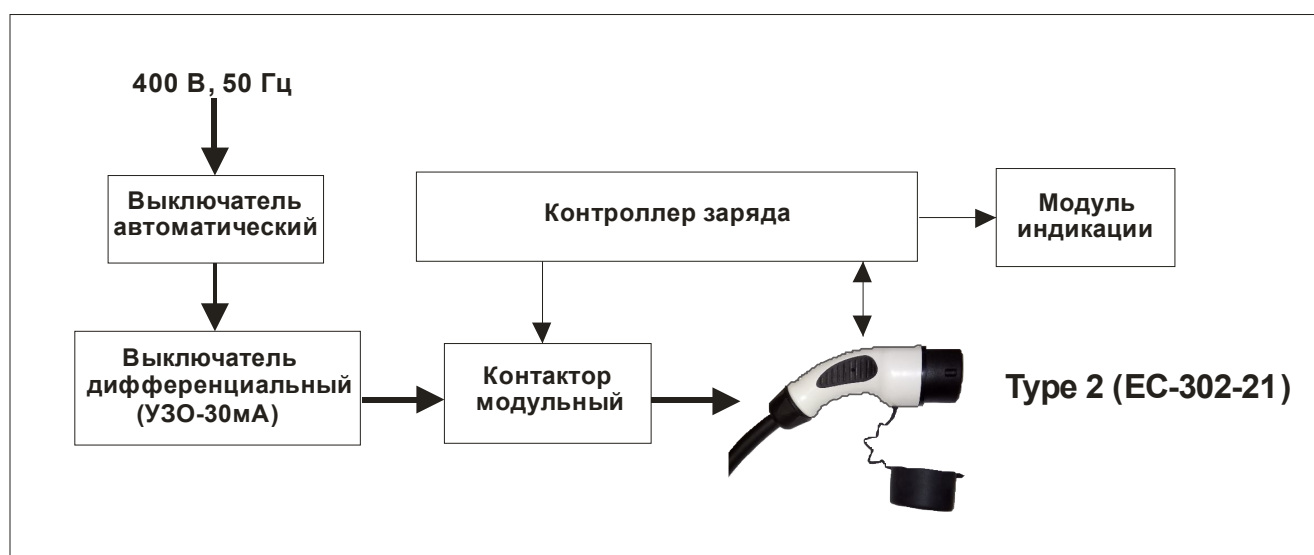 400 В, 50 Гц
Выключатель
автоматический
Контроллер заряда
Модуль
индикации
Выключатель
дифференциальный
(УЗО-30мА)
Контактор
модульный
Type 2 (EC-302-21)